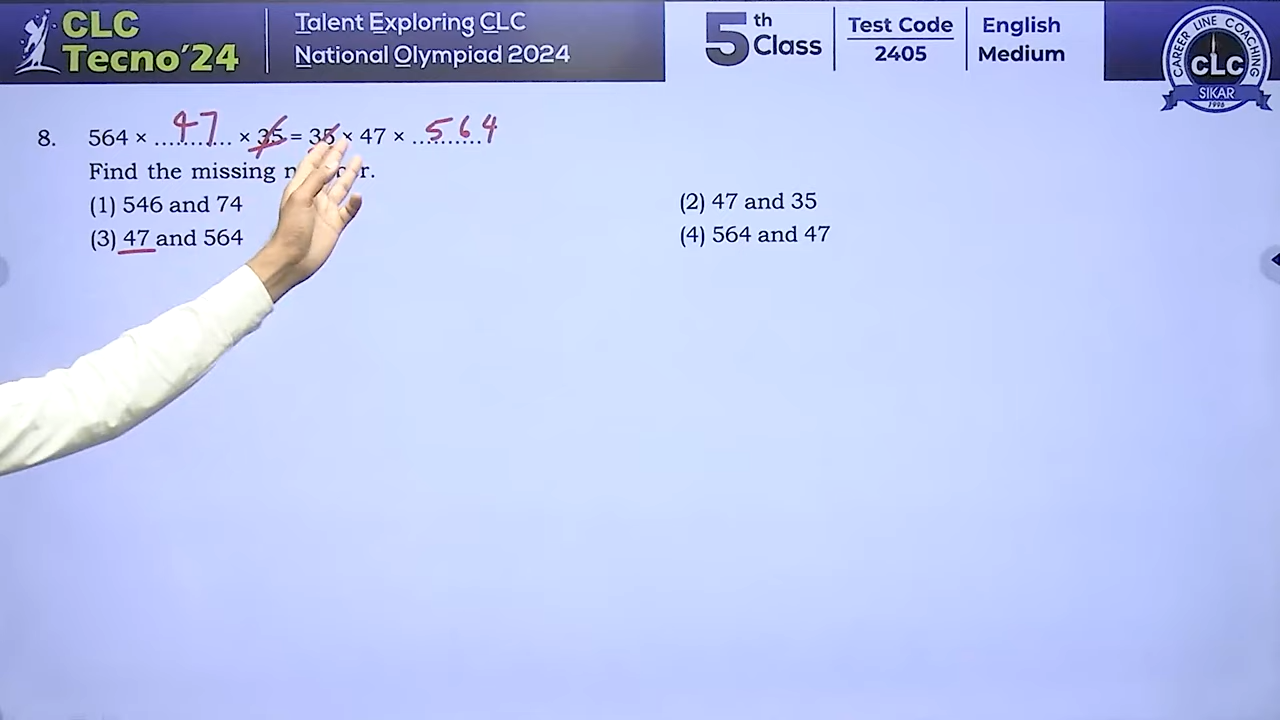 CLC
Tecno'24
Talent Exploring CLC
National Olympiad 2024
5th Class
Test Code
2405
English
Medium
CAREER LINE COACHING
CLC
SIKAR
1996
8. 564 × ...47... × 35 = 35 × 47 × ...564
Find the missing
(1) 546 and 74
(2) 47 and 35
(3) 47 and 564
(4) 564 and 47